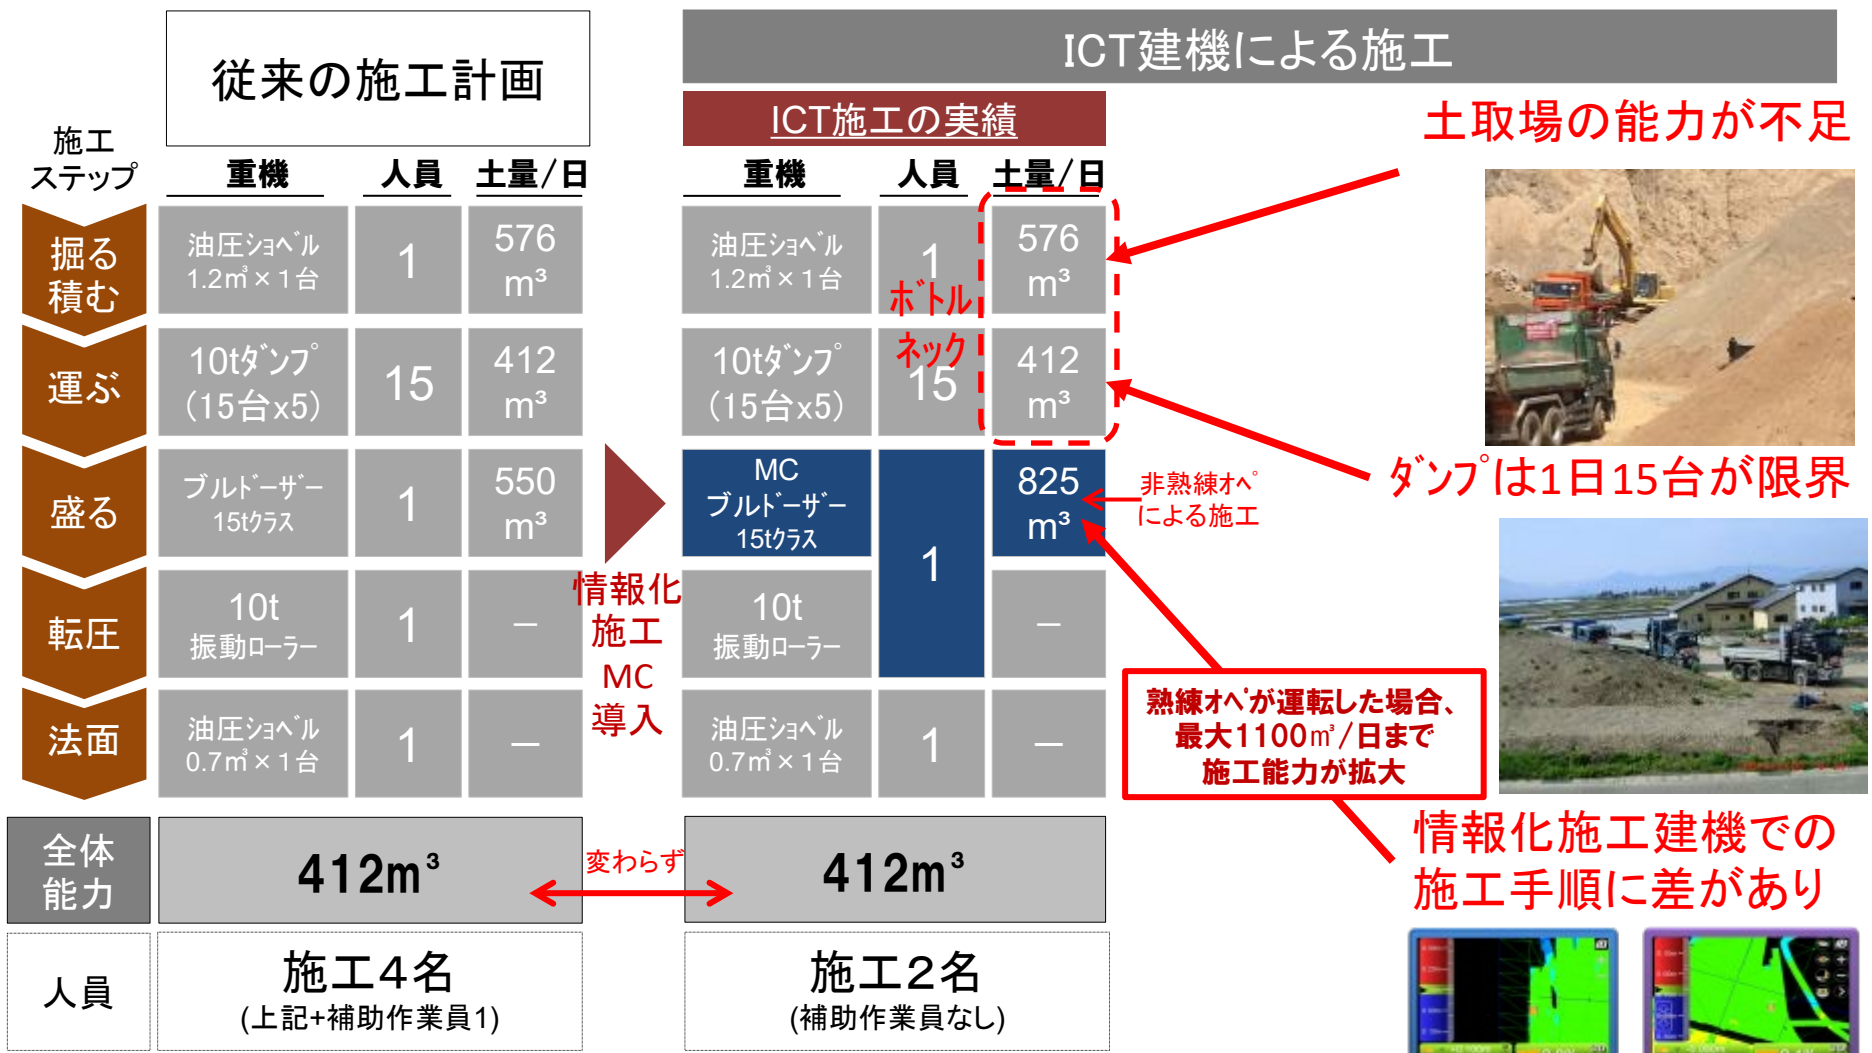 従来の施工計画
ICT建機による施工
ICT施工の実績
土取場の能力が不足
施工
ステップ
重機
人員
土量/日
重機
人員
土量/日
掘る
積む
油圧ショベル
1.2㎥×1台
1
576
m³
油圧ショベル
1.2㎥×1台
1
576
m³
ボトル
ネック
運ぶ
10tダンプ
(15台x5)
15
412
m³
10tダンプ
(15台x5)
15
412
m³
ダンプは1日15台が限界
盛る
ブルドーザー
15tクラス
1
550
m³
MC
ブルドーザー
15tクラス
1
825
m³
非熟練オペ
による施工
情報化
施工
MC
導入
転圧
10t
振動ローラー
1
－
10t
振動ローラー
－
法面
油圧ショベル
0.7㎥×1台
1
－
油圧ショベル
0.7㎥×1台
1
－
熟練オペが運転した場合、
最大1100㎥/日まで
施工能力が拡大
情報化施工建機での
施工手順に差があり
全体
能力
412m³
変わらず
412m³
人員
施工4名
(上記+補助作業員1)
施工2名
(補助作業員なし)